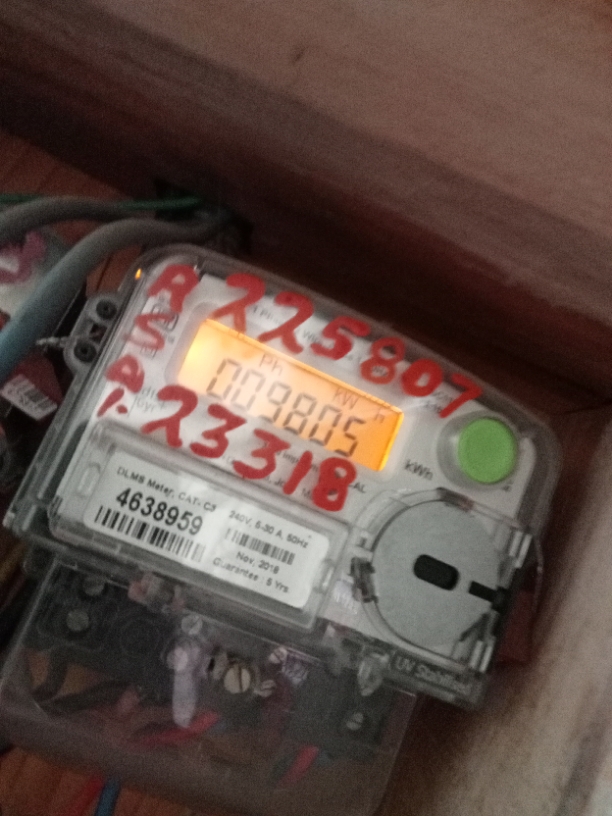 R 225807
S
Ph kW h
009805
P. 23318
kWh
DLMS Meter, CAT- C3
4638959
240V, 5-30 A, 50Hz
Nov, 2018
Guarantee : 5 Yrs.
UV Stabilised